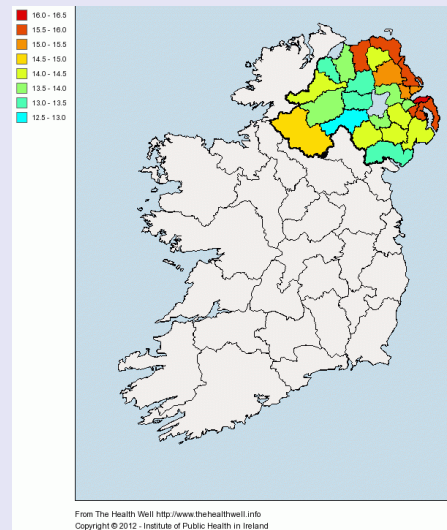 16.0 - 16.5
15.5 - 16.0
15.0 - 15.5
14.5 - 15.0
14.0 - 14.5
13.5 - 14.0
13.0 - 13.5
12.5 - 13.0
From The Health Well http://www.thehealthwell.info
Copyright © 2012 - Institute of Public Health in Ireland